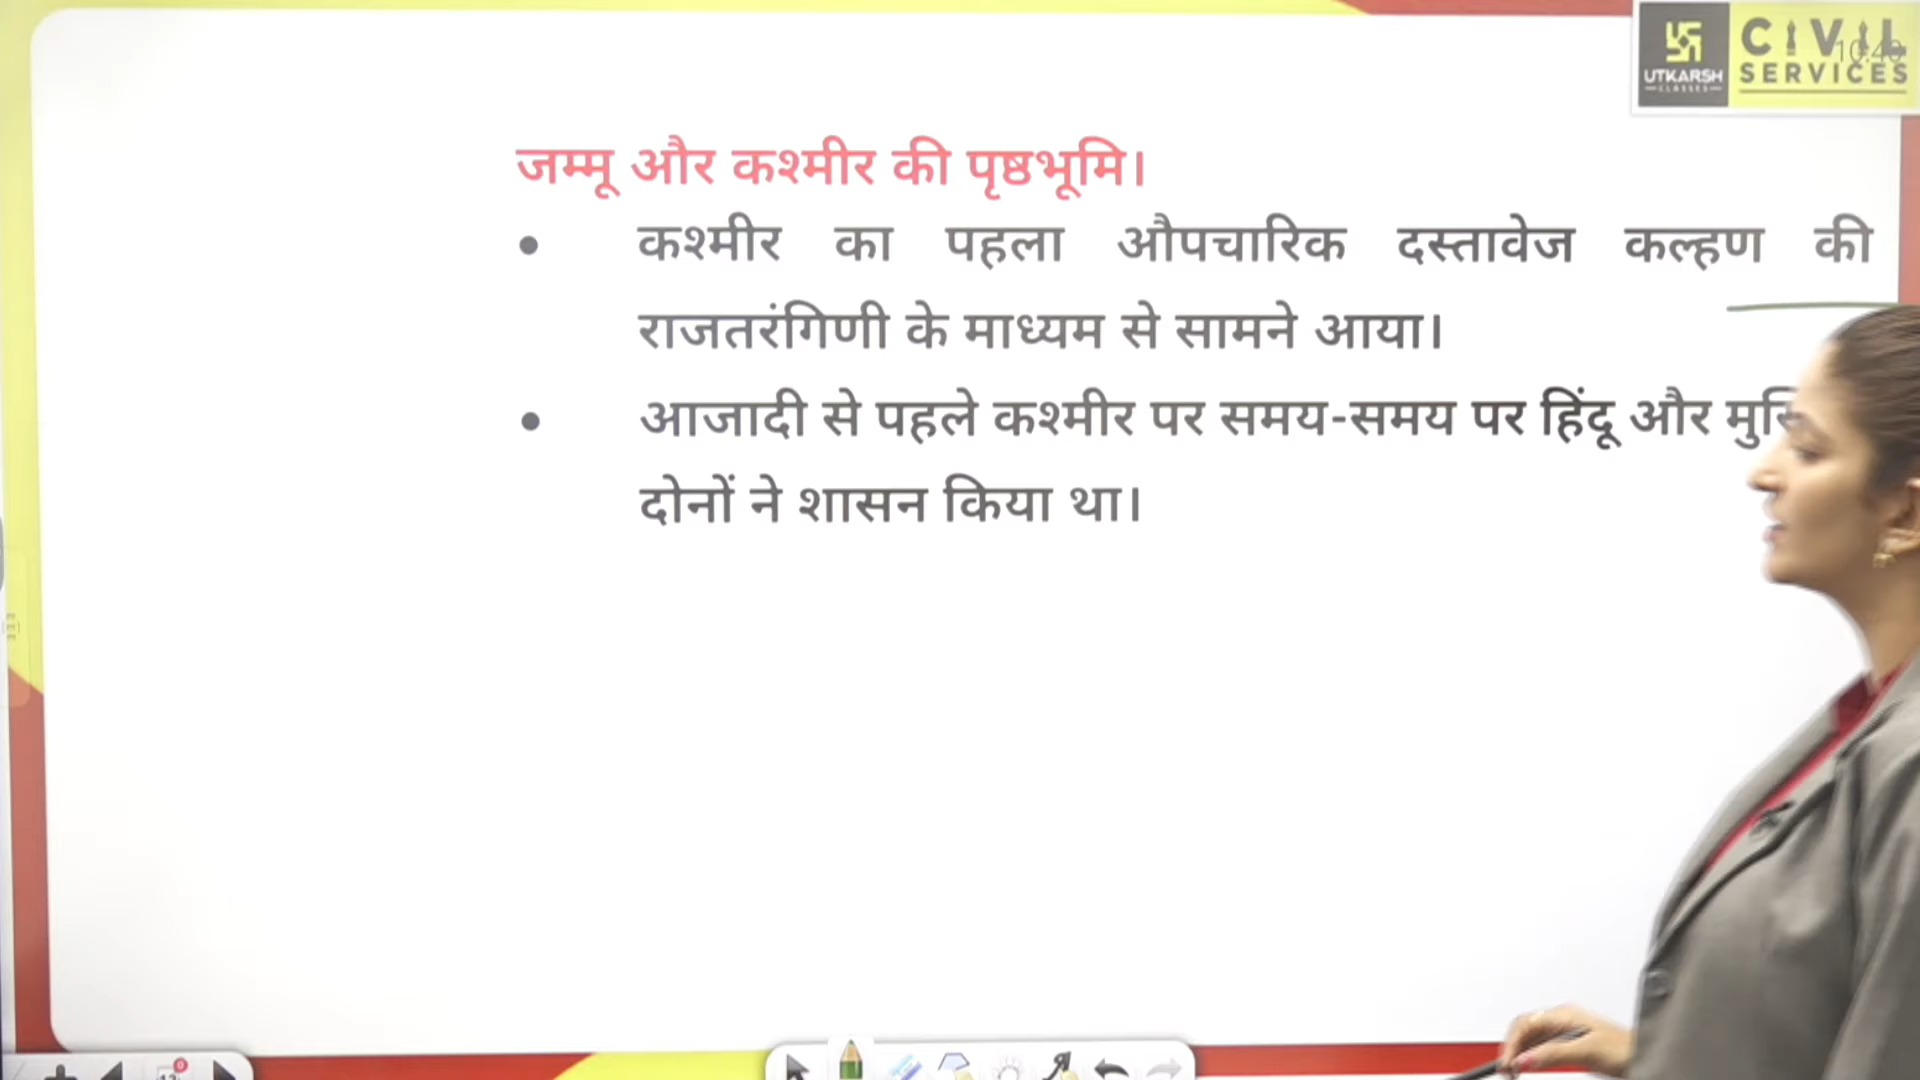 CIVIL
SERVICES
UTKARSH
CLASSES
जम्मू और कश्मीर की पृष्ठभूमि।
• कश्मीर का पहला औपचारिक दस्तावेज कल्हण की
राजतरंगिणी के माध्यम से सामने आया।
• आजादी से पहले कश्मीर पर समय-समय पर हिंदू और
दोनों ने शासन किया था।